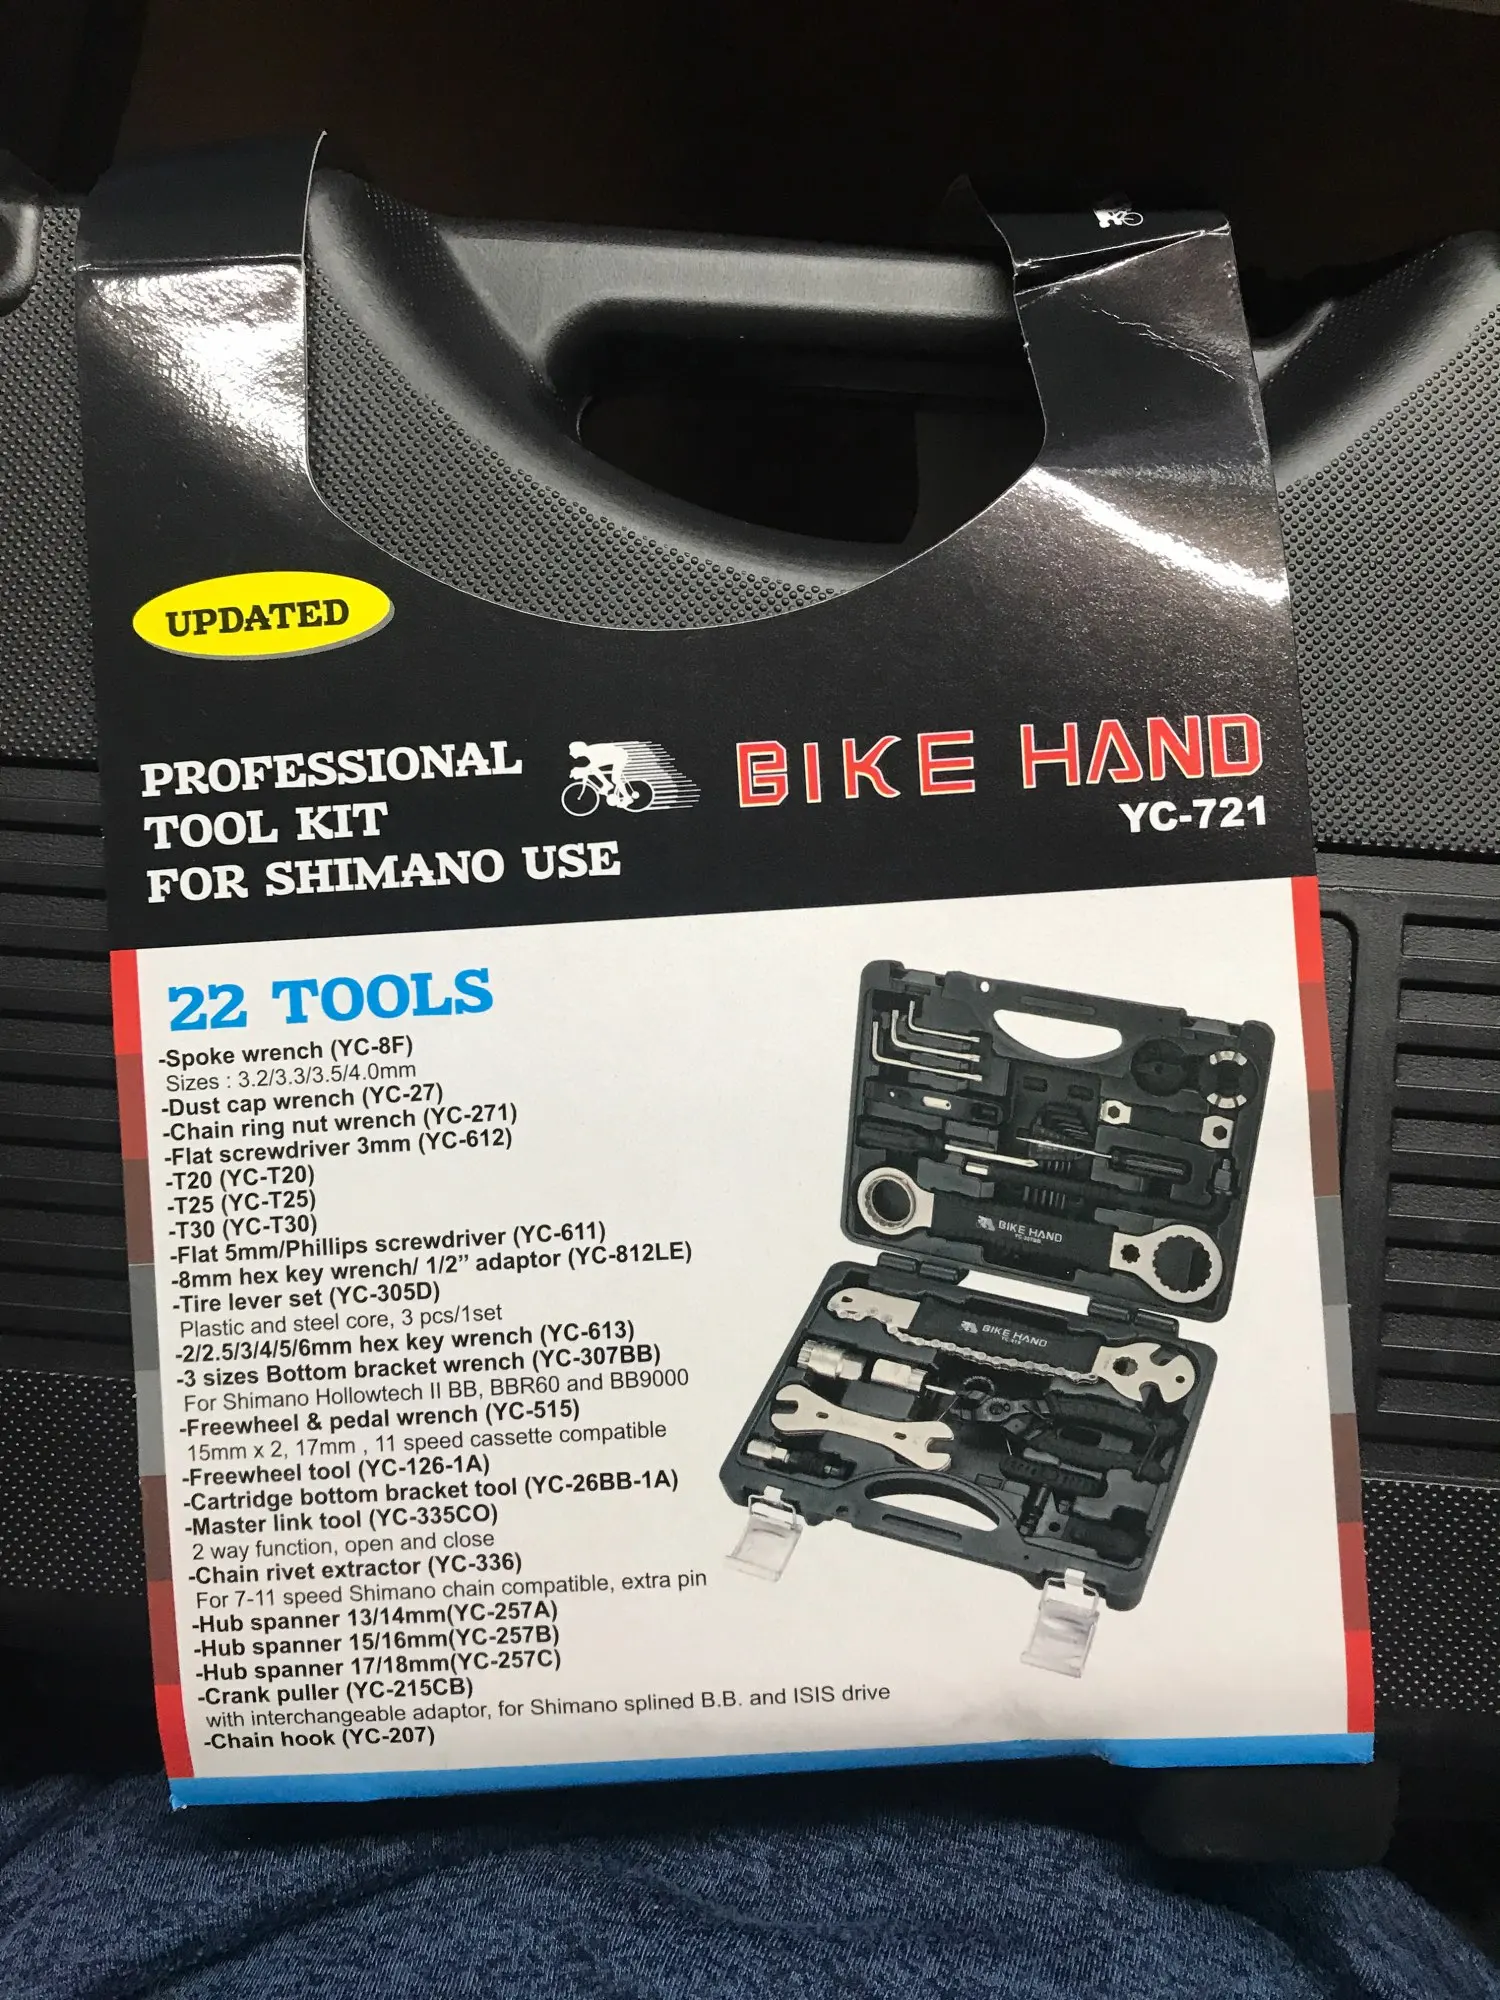 UPDATED
PROFESSIONAL
TOOL KIT
FOR SHIMANO USE
BIKE HAND
YC-721
22 TOOLS
-Spoke wrench (YC-8F)
Sizes : 3.2/3.3/3.5/4.0mm
-Dust cap wrench (YC-27)
-Chain ring nut wrench (YC-271)
-Flat screwdriver 3mm (YC-612)
-T20 (YC-T20)
-T25 (YC-T25)
-T30 (YC-T30)
-Flat 5mm/Phillips screwdriver (YC-611)
-8mm hex key wrench/ 1/2” adaptor (YC-812LE)
-Tire lever set (YC-305D)
Plastic and steel core, 3 pcs/1set
-2/2.5/3/4/5/6mm hex key wrench (YC-613)
-3 sizes Bottom bracket wrench (YC-307BB)
For Shimano Hollowtech II BB, BBR60 and BB9000
-Freewheel & pedal wrench (YC-515)
15mm x 2, 17mm , 11 speed cassette compatible
-Freewheel tool (YC-126-1A)
-Cartridge bottom bracket tool (YC-26BB-1A)
-Master link tool (YC-335CO)
2 way function, open and close
-Chain rivet extractor (YC-336)
For 7-11 speed Shimano chain compatible, extra pin
-Hub spanner 13/14mm(YC-257A)
-Hub spanner 15/16mm(YC-257B)
-Hub spanner 17/18mm(YC-257C)
-Crank puller (YC-215CB)
with interchangeable adaptor, for Shimano splined B.B. and ISIS drive
-Chain hook (YC-207)
BIKE HAND
BIKE HAND